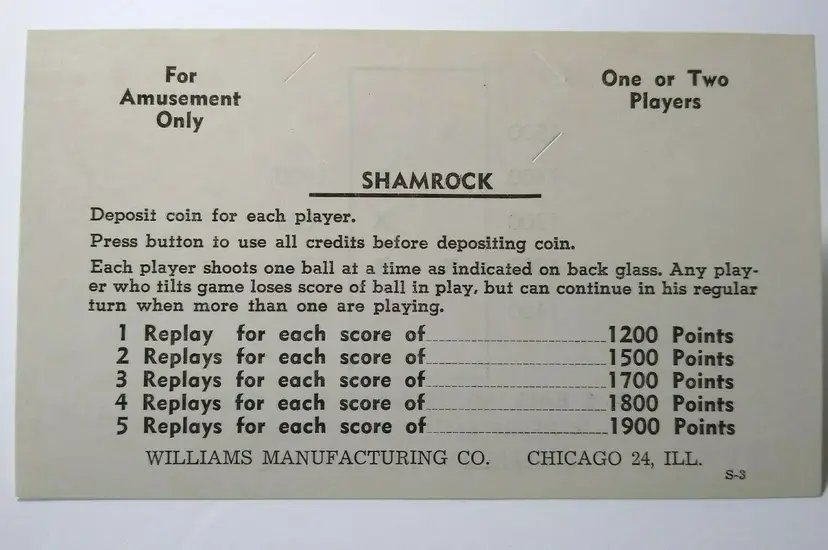 For
Amusement
Only
One or Two
Players
SHAMROCK
Deposit coin for each player.
Press button to use all credits before depositing coin.
Each player shoots one ball at a time as indicated on back glass. Any play-
er who tilts game loses score of ball in play, but can continue in his regular
turn when more than one are playing.
1 Replay for each score of 1200 Points
2 Replays for each score of 1500 Points
3 Replays for each score of 1700 Points
4 Replays for each score of 1800 Points
5 Replays for each score of 1900 Points
WILLIAMS MANUFACTURING CO. CHICAGO 24, ILL.
S-3